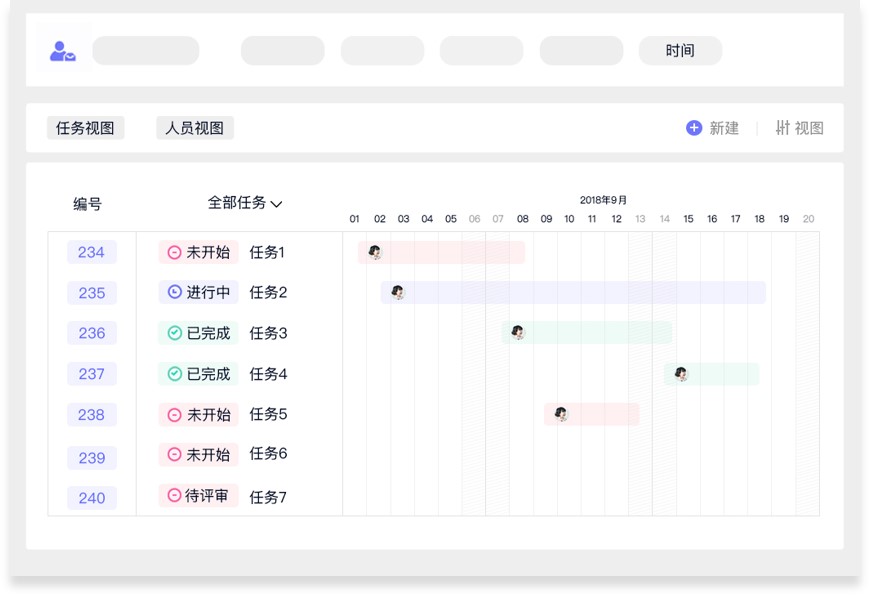 时间
任务视图 人员视图 新建 视图
编号 全部任务 2018年9月
01 02 03 04 05 06 07 08 09 10 11 12 13 14 15 16 17 18 19 20
234 未开始 任务1
235 进行中 任务2
236 已完成 任务3
237 已完成 任务4
238 未开始 任务5
239 未开始 任务6
240 待评审 任务7